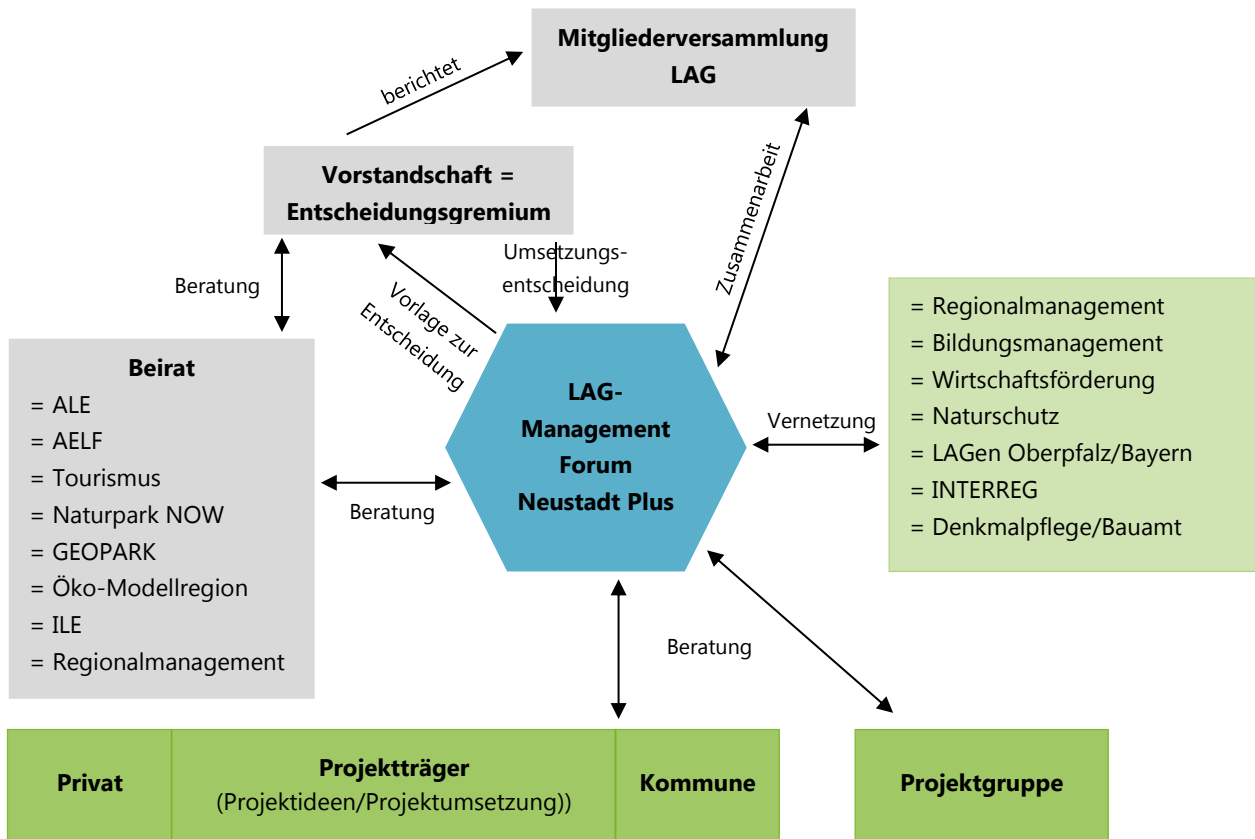 Mitgliederversammlung
LAG
berichtet
Vorstandschaft =
Entscheidungsgremium
Zusammenarbeit
Beratung
Vorlage zur
Entscheidung
Umsetzungs-
entscheidung
Beirat
= ALE
= AELF
= Tourismus
= Naturpark NOW
= GEOPARK
= Öko-Modellregion
= ILE
= Regionalmanagement
Beratung
LAG-
Management
Forum
Neustadt Plus
Vernetzung
= Regionalmanagement
= Bildungsmanagement
= Wirtschaftsförderung
= Naturschutz
= LAGen Oberpfalz/Bayern
= INTERREG
= Denkmalpflege/Bauamt
Beratung
Privat
Projektträger
(Projektideen/Projektumsetzung))
Kommune
Projektgruppe